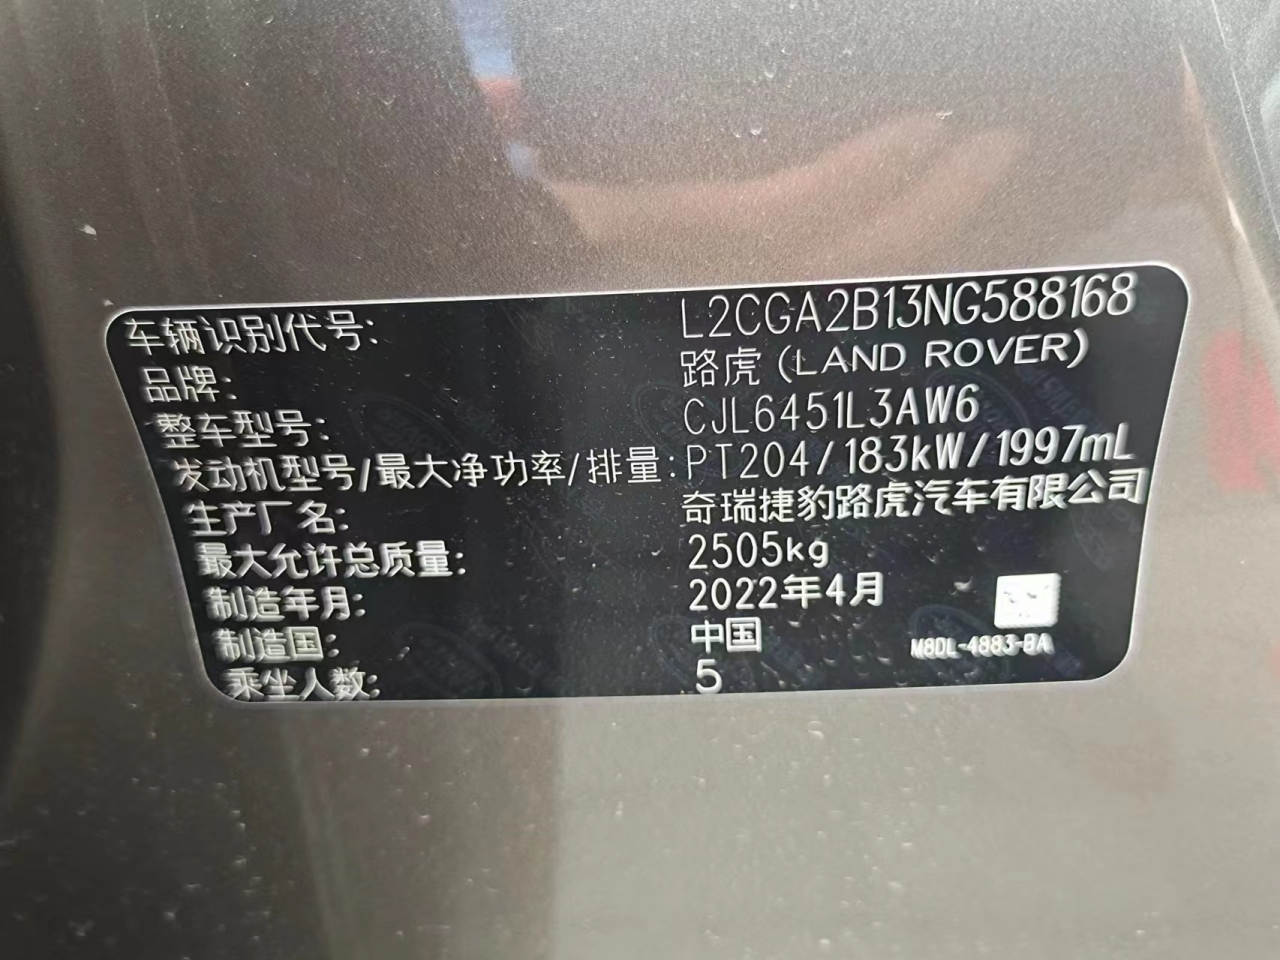 车辆识别代号: L2CGA2B13NG588168
品牌: 路虎 (LAND ROVER)
整车型号: CJL6451L3AW6
发动机型号/最大净功率/排量: PT204/183kW/1997mL
生产厂名: 奇瑞捷豹路虎汽车有限公司
最大允许总质量: 2505kg
制造年月: 2022年4月
制造国: 中国
乘坐人数: 5
M8DL-4883-BA